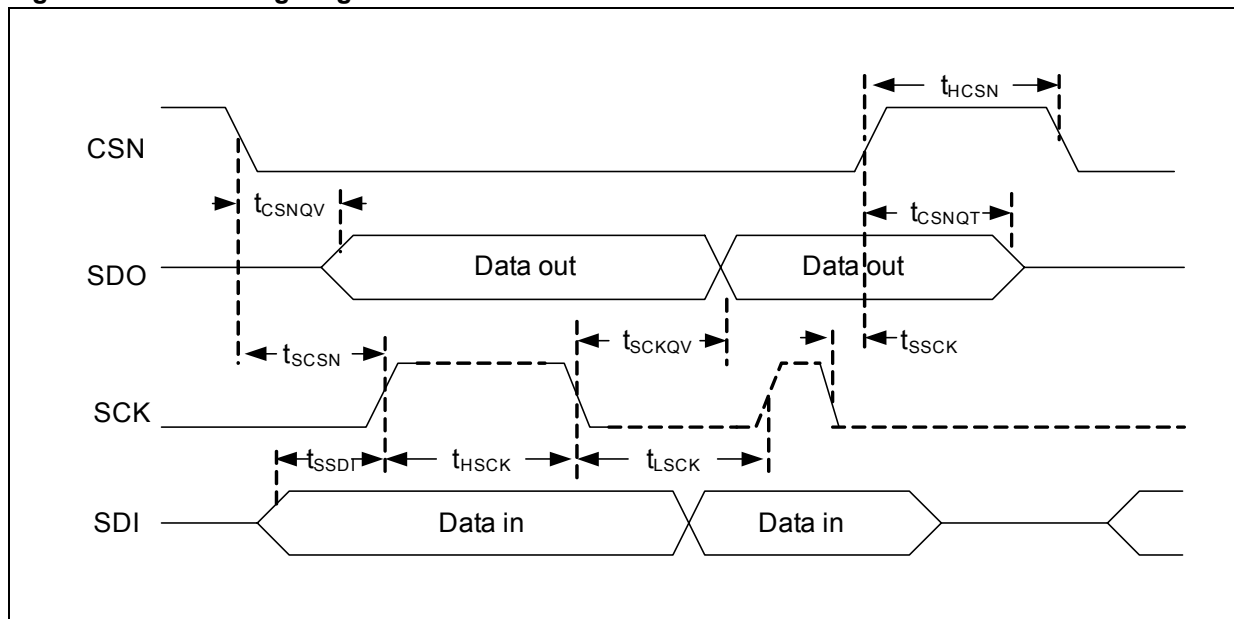 tHCSN
CSN
tCSNQV
tCSNQT
SDO
Data out
Data out
tSCSN
tSCKQV
tSSCK
SCK
tSSDI
tHSCK
tLSCK
SDI
Data in
Data in